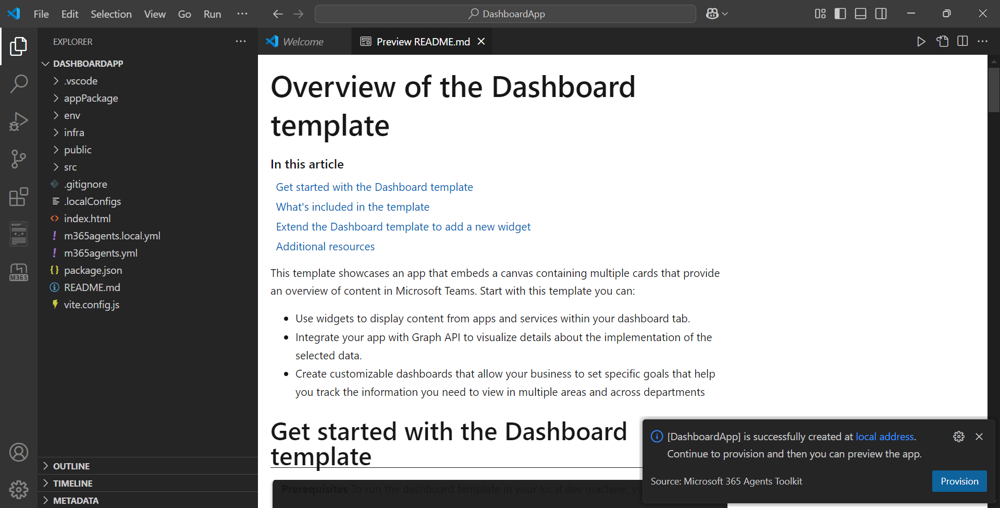 File Edit Selection View Go Run ···
DashboardApp
EXPLORER ···
Welcome
Preview README.md
DASHBOARDAPP
.vscode
appPackage
env
infra
public
src
.gitignore
.localConfigs
index.html
m365agents.local.yml
m365agents.yml
package.json
README.md
vite.config.js
OUTLINE
TIMELINE
METADATA
Overview of the Dashboard
template
In this article
Get started with the Dashboard template
What's included in the template
Extend the Dashboard template to add a new widget
Additional resources
This template showcases an app that embeds a canvas containing multiple cards that provide
an overview of content in Microsoft Teams. Start with this template you can:
• Use widgets to display content from apps and services within your dashboard tab.
• Integrate your app with Graph API to visualize details about the implementation of the
selected data.
• Create customizable dashboards that allow your business to set specific goals that help
you track the information you need to view in multiple areas and across departments
Get started with the Dashboard
template
[DashboardApp] is successfully created at local address.
Continue to provision and then you can preview the app.
Source: Microsoft 365 Agents Toolkit
Provision